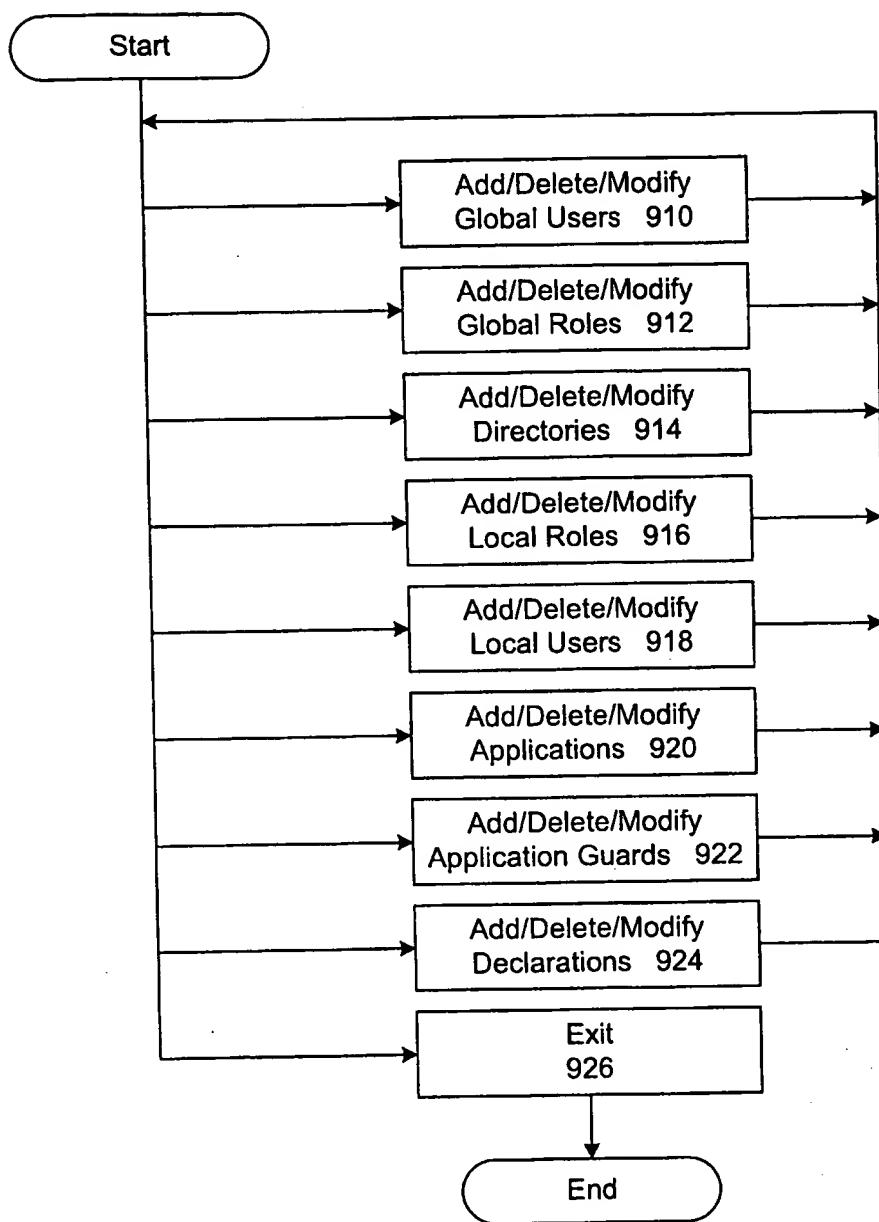 Start
Add/Delete/Modify
Global Users 910
Add/Delete/Modify
Global Roles 912
Add/Delete/Modify
Directories 914
Add/Delete/Modify
Local Roles 916
Add/Delete/Modify
Local Users 918
Add/Delete/Modify
Applications 920
Add/Delete/Modify
Application Guards 922
Add/Delete/Modify
Declarations 924
Exit
926
End